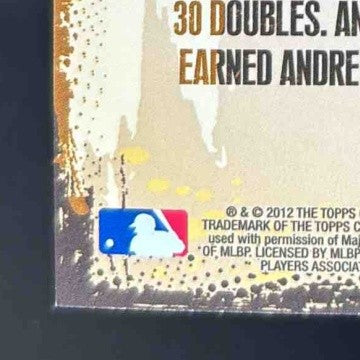 30 DOUBLES. AN
EARNED ANDRE
® & © 2012 THE TOPPS
TRADEMARK OF THE TOPPS C
used with permission of Maj
OF MLBP. LICENSED BY MLBP
PLAYERS ASSOCIAT